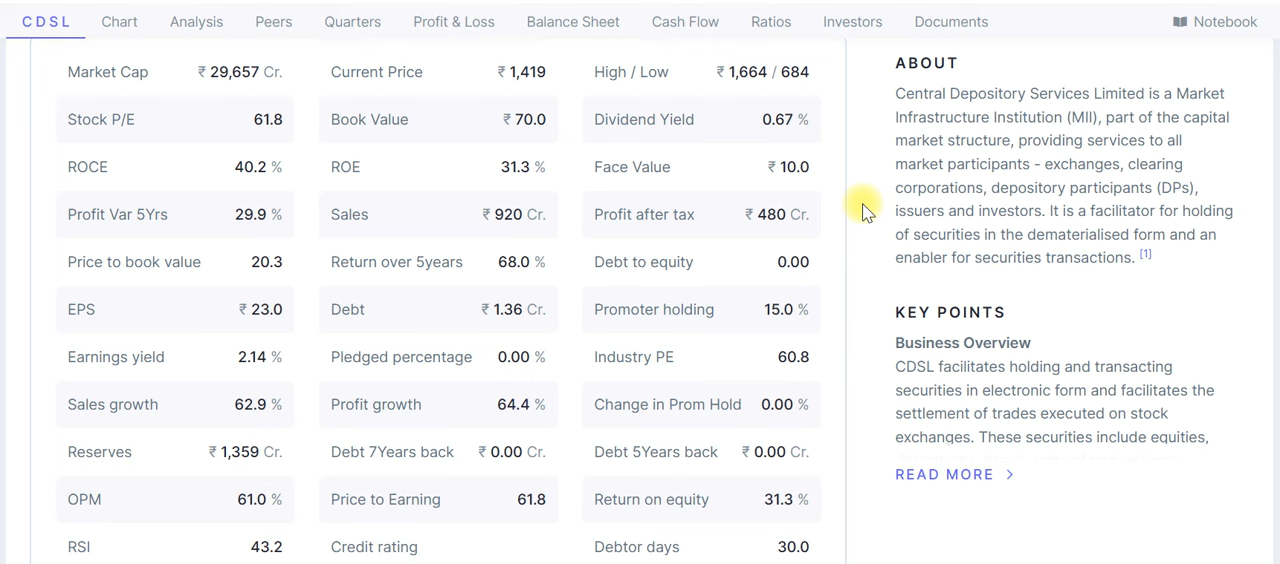 CDSL Chart Analysis Peers Quarters Profit & Loss Balance Sheet Cash Flow Ratios Investors Documents Notebook
Market Cap ₹ 29,657 Cr. Current Price ₹ 1,419 High / Low ₹ 1,664 / 684
Stock P/E 61.8 Book Value ₹ 70.0 Dividend Yield 0.67 %
ROCE 40.2 % ROE 31.3 % Face Value ₹ 10.0
Profit Var 5Yrs 29.9 % Sales ₹ 920 Cr. Profit after tax ₹ 480 Cr.
Price to book value 20.3 Return over 5years 68.0 % Debt to equity 0.00
EPS ₹ 23.0 Debt ₹ 1.36 Cr. Promoter holding 15.0 %
Earnings yield 2.14 % Pledged percentage 0.00 % Industry PE 60.8
Sales growth 62.9 % Profit growth 64.4 % Change in Prom Hold 0.00 %
Reserves ₹ 1,359 Cr. Debt 7Years back ₹ 0.00 Cr. Debt 5Years back ₹ 0.00 Cr.
OPM 61.0 % Price to Earning 61.8 Return on equity 31.3 %
RSI 43.2 Credit rating Debtor days 30.0
ABOUT
Central Depository Services Limited is a Market
Infrastructure Institution (MII), part of the capital
market structure, providing services to all
market participants - exchanges, clearing
corporations, depository participants (DPs),
issuers and investors. It is a facilitator for holding
of securities in the dematerialised form and an
enabler for securities transactions. [1]
KEY POINTS
Business Overview
CDSL facilitates holding and transacting
securities in electronic form and facilitates the
settlement of trades executed on stock
exchanges. These securities include equities,
READ MORE >